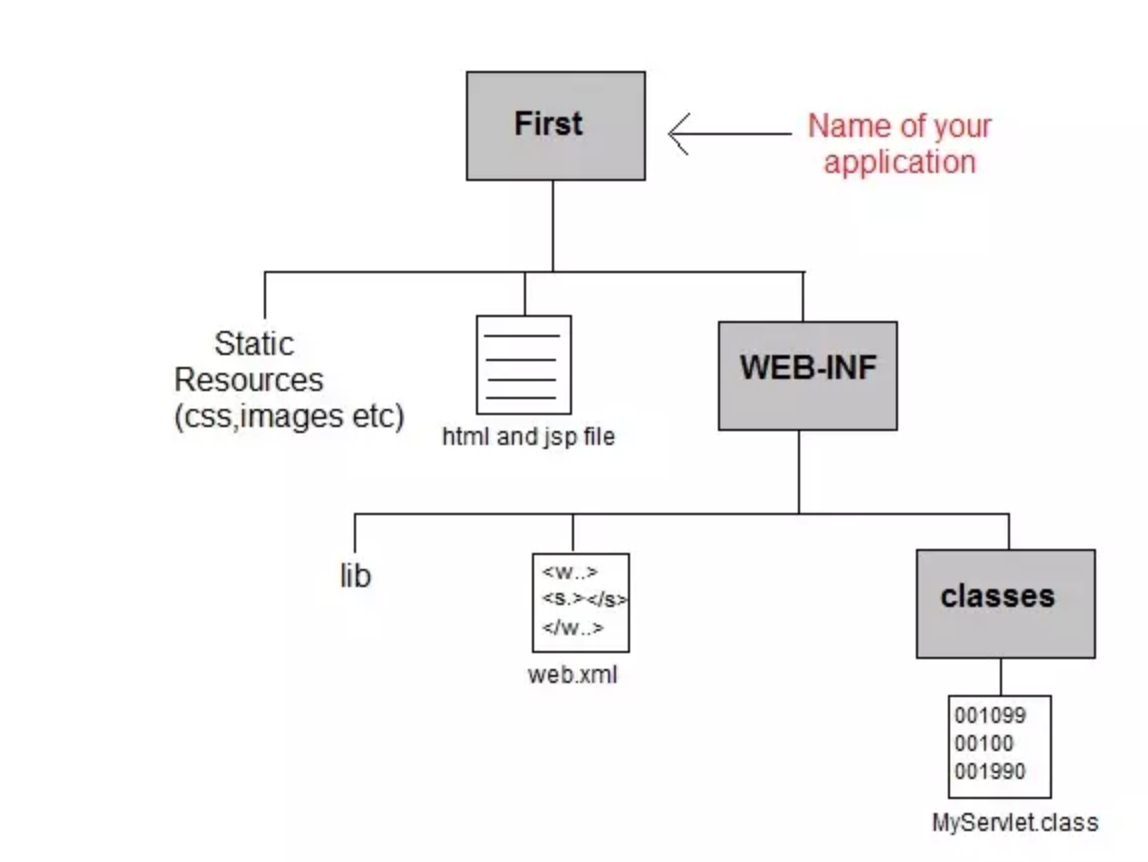 First
Name of your
application
Static
Resources
(css,images etc)
html and jsp file
WEB-INF
lib
<w..>
<s.></s>
</w..>
web.xml
classes
001099
00100
001990
MyServlet.class